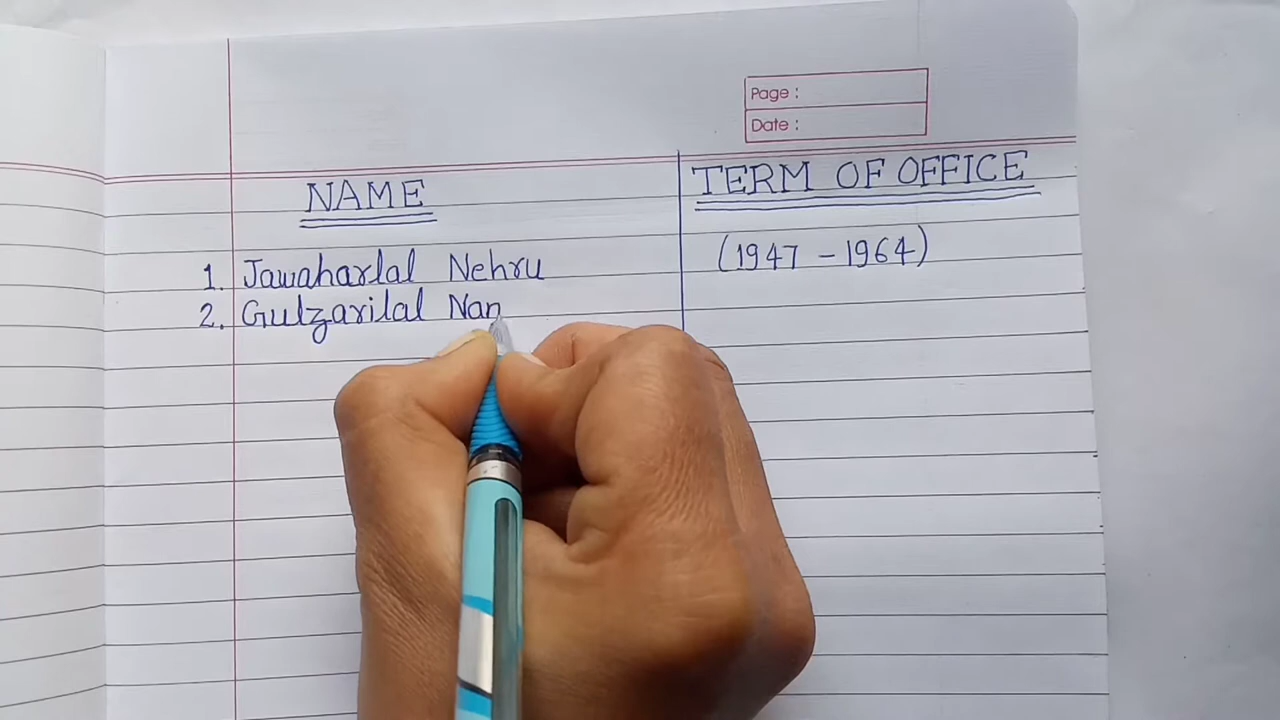 Page :
Date :
NAME TERM OF OFFICE
1. Jawaharlal Nehru (1947 - 1964)
2. Gulzarilal Nan